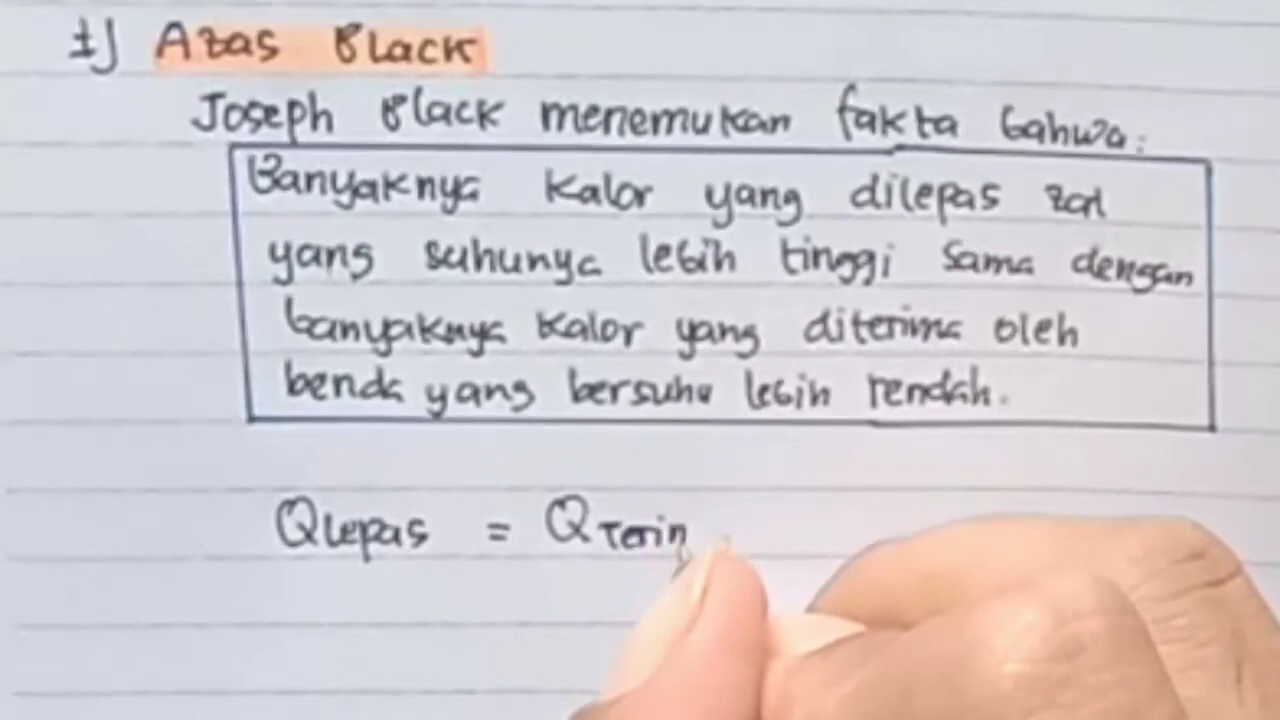 1) Azas Black
Joseph Black menemukan fakta bahwa:
Banyaknya kalor yang dilepas zat
yang suhunya lebih tinggi sama dengan
banyaknya kalor yang diterima oleh
benda yang bersuhu lebih rendah.
Qlepas = QTerim